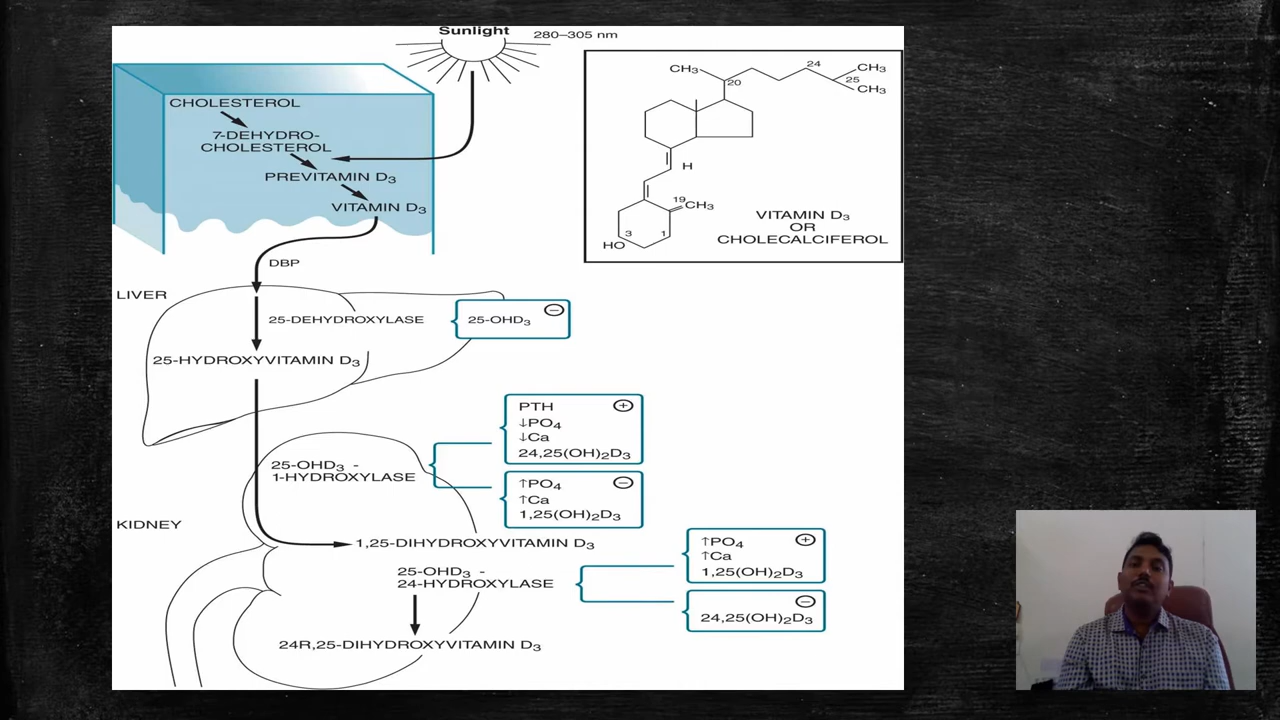 Sunlight 280–305 nm
CHOLESTEROL
7-DEHYDRO-
CHOLESTEROL
PREVITAMIN D₃
VITAMIN D₃
CH₃
20
24
25
CH₃
CH₃
H
19
CH₃
3
1
HO
VITAMIN D₃
OR
CHOLECALCIFEROL
DBP
LIVER
25-DEHYDROXYLASE
25-OHD₃ −
25-HYDROXYVITAMIN D₃
PTH +
↓PO₄
↓Ca
24,25(OH)₂D₃
25-OHD₃ -
1-HYDROXYLASE
↑PO₄ −
↑Ca
1,25(OH)₂D₃
KIDNEY
1,25-DIHYDROXYVITAMIN D₃
↑PO₄ +
↑Ca
1,25(OH)₂D₃
25-OHD₃ -
24-HYDROXYLASE
−
24,25(OH)₂D₃
24R,25-DIHYDROXYVITAMIN D₃